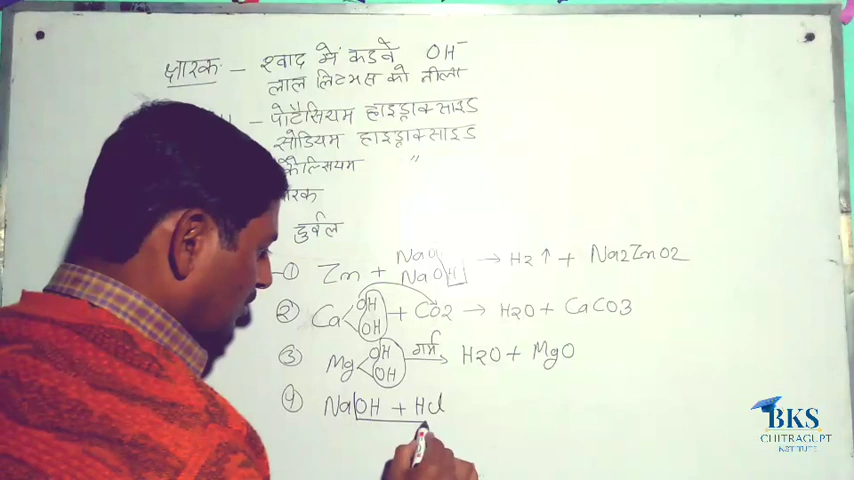 क्षारक: - स्वाद में कडवे OH⁻
लाल लिटमस को नीला
- पोटैसियम हाइड्राक्साइड
सोडियम हाइड्राक्साइड
कैल्सियम "
दुर्बल
① Zn + NaOH NaOH → H2 ↑ + Na2ZnO2
② Ca OH OH + CO2 → H2O + CaCO3
③ Mg OH OH गर्म → H2O + MgO
④ NaOH + HCl
BKS
CHITRAGUPT
INSTITUTE